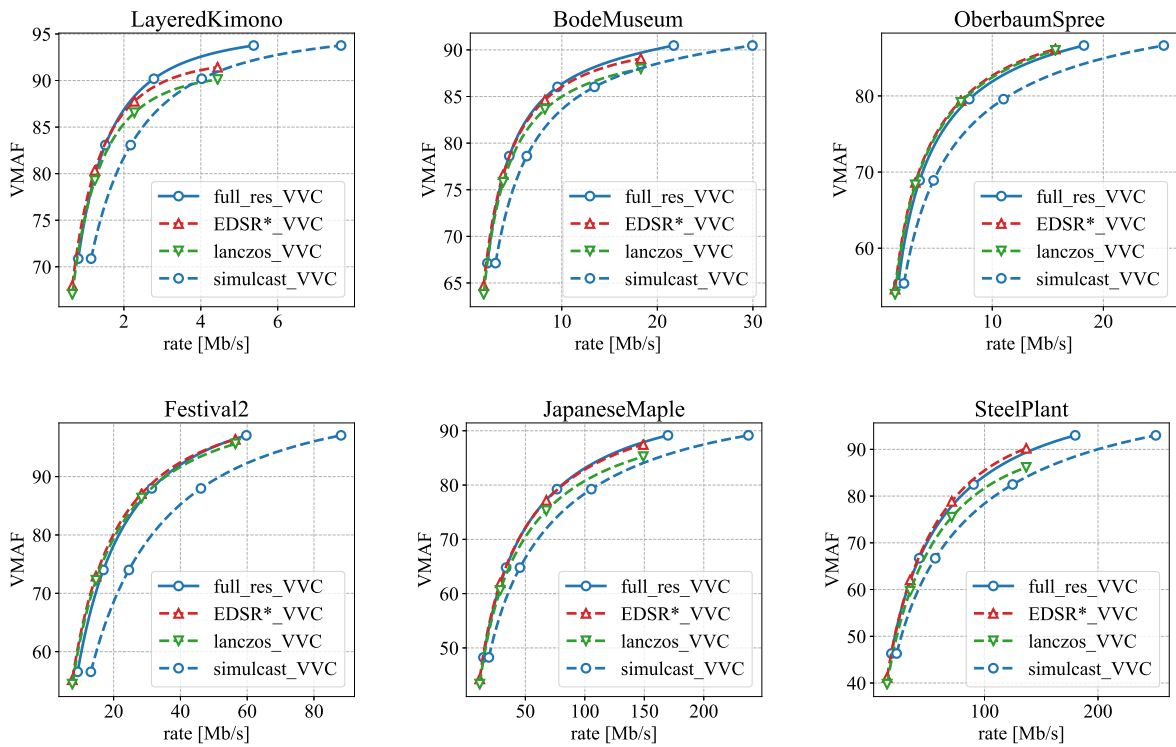 LayeredKimono
95
90
85
80
75
70
VMAF
2
4
6
rate [Mb/s]
full_res_VVC
EDSR*_VVC
lanczos_VVC
simulcast_VVC
BodeMuseum
90
85
80
75
70
65
VMAF
10
20
30
rate [Mb/s]
full_res_VVC
EDSR*_VVC
lanczos_VVC
simulcast_VVC
OberbaumSpree
80
70
60
VMAF
10
20
rate [Mb/s]
full_res_VVC
EDSR*_VVC
lanczos_VVC
simulcast_VVC
Festival2
90
80
70
60
VMAF
20
40
60
80
rate [Mb/s]
full_res_VVC
EDSR*_VVC
lanczos_VVC
simulcast_VVC
JapaneseMaple
90
80
70
60
50
VMAF
50
100
150
200
rate [Mb/s]
full_res_VVC
EDSR*_VVC
lanczos_VVC
simulcast_VVC
SteelPlant
90
80
70
60
50
40
VMAF
100
200
rate [Mb/s]
full_res_VVC
EDSR*_VVC
lanczos_VVC
simulcast_VVC